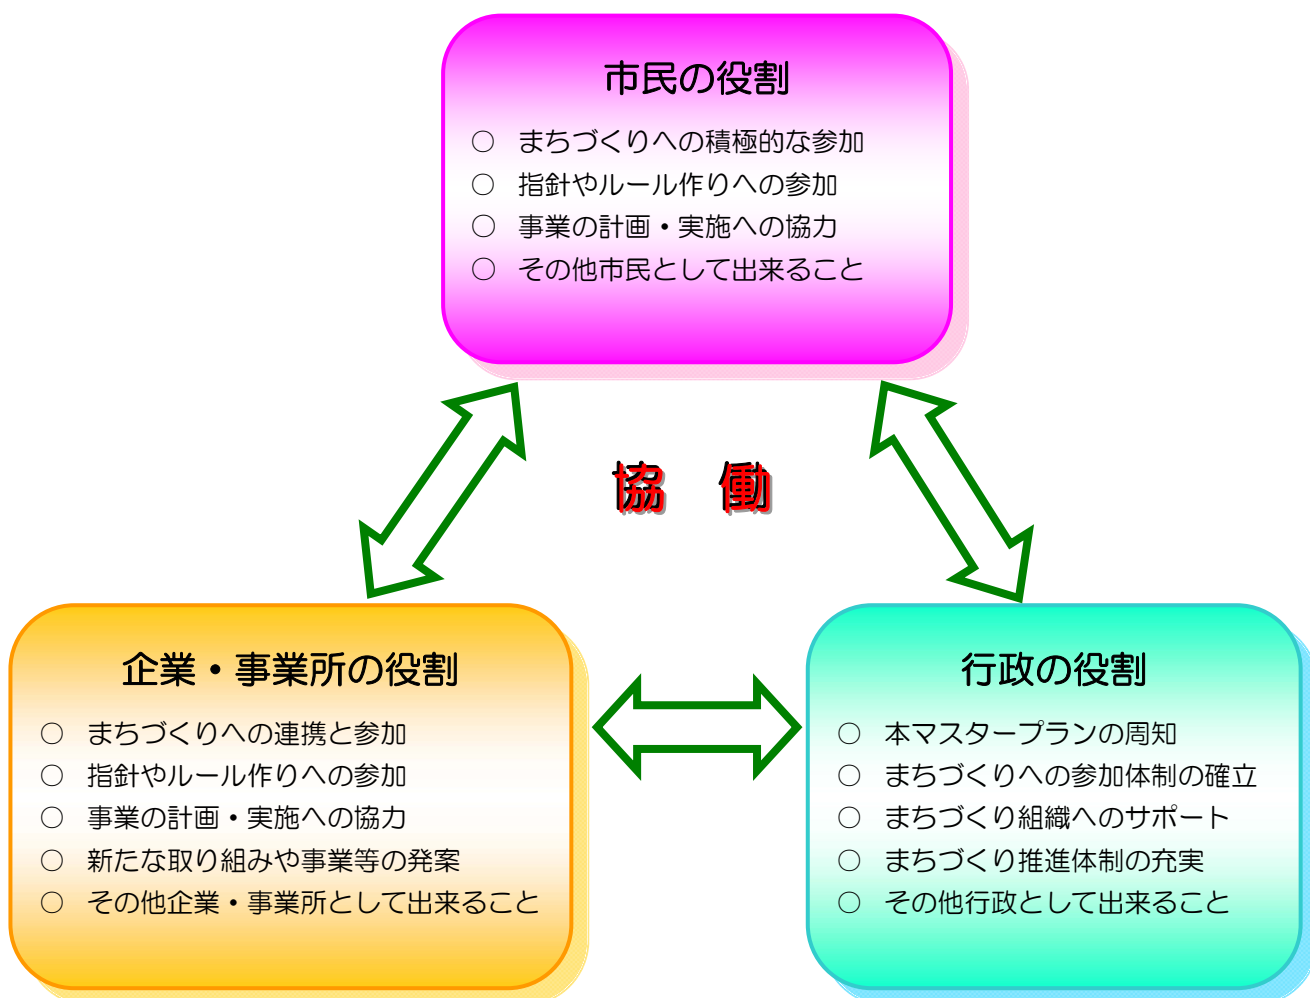 市民の役割
○ まちづくりへの積極的な参加
○ 指針やルール作りへの参加
○ 事業の計画・実施への協力
○ その他市民として出来ること
協 働
企業・事業所の役割
○ まちづくりへの連携と参加
○ 指針やルール作りへの参加
○ 事業の計画・実施への協力
○ 新たな取り組みや事業等の発案
○ その他企業・事業所として出来ること
行政の役割
○ 本マスタープランの周知
○ まちづくりへの参加体制の確立
○ まちづくり組織へのサポート
○ まちづくり推進体制の充実
○ その他行政として出来ること